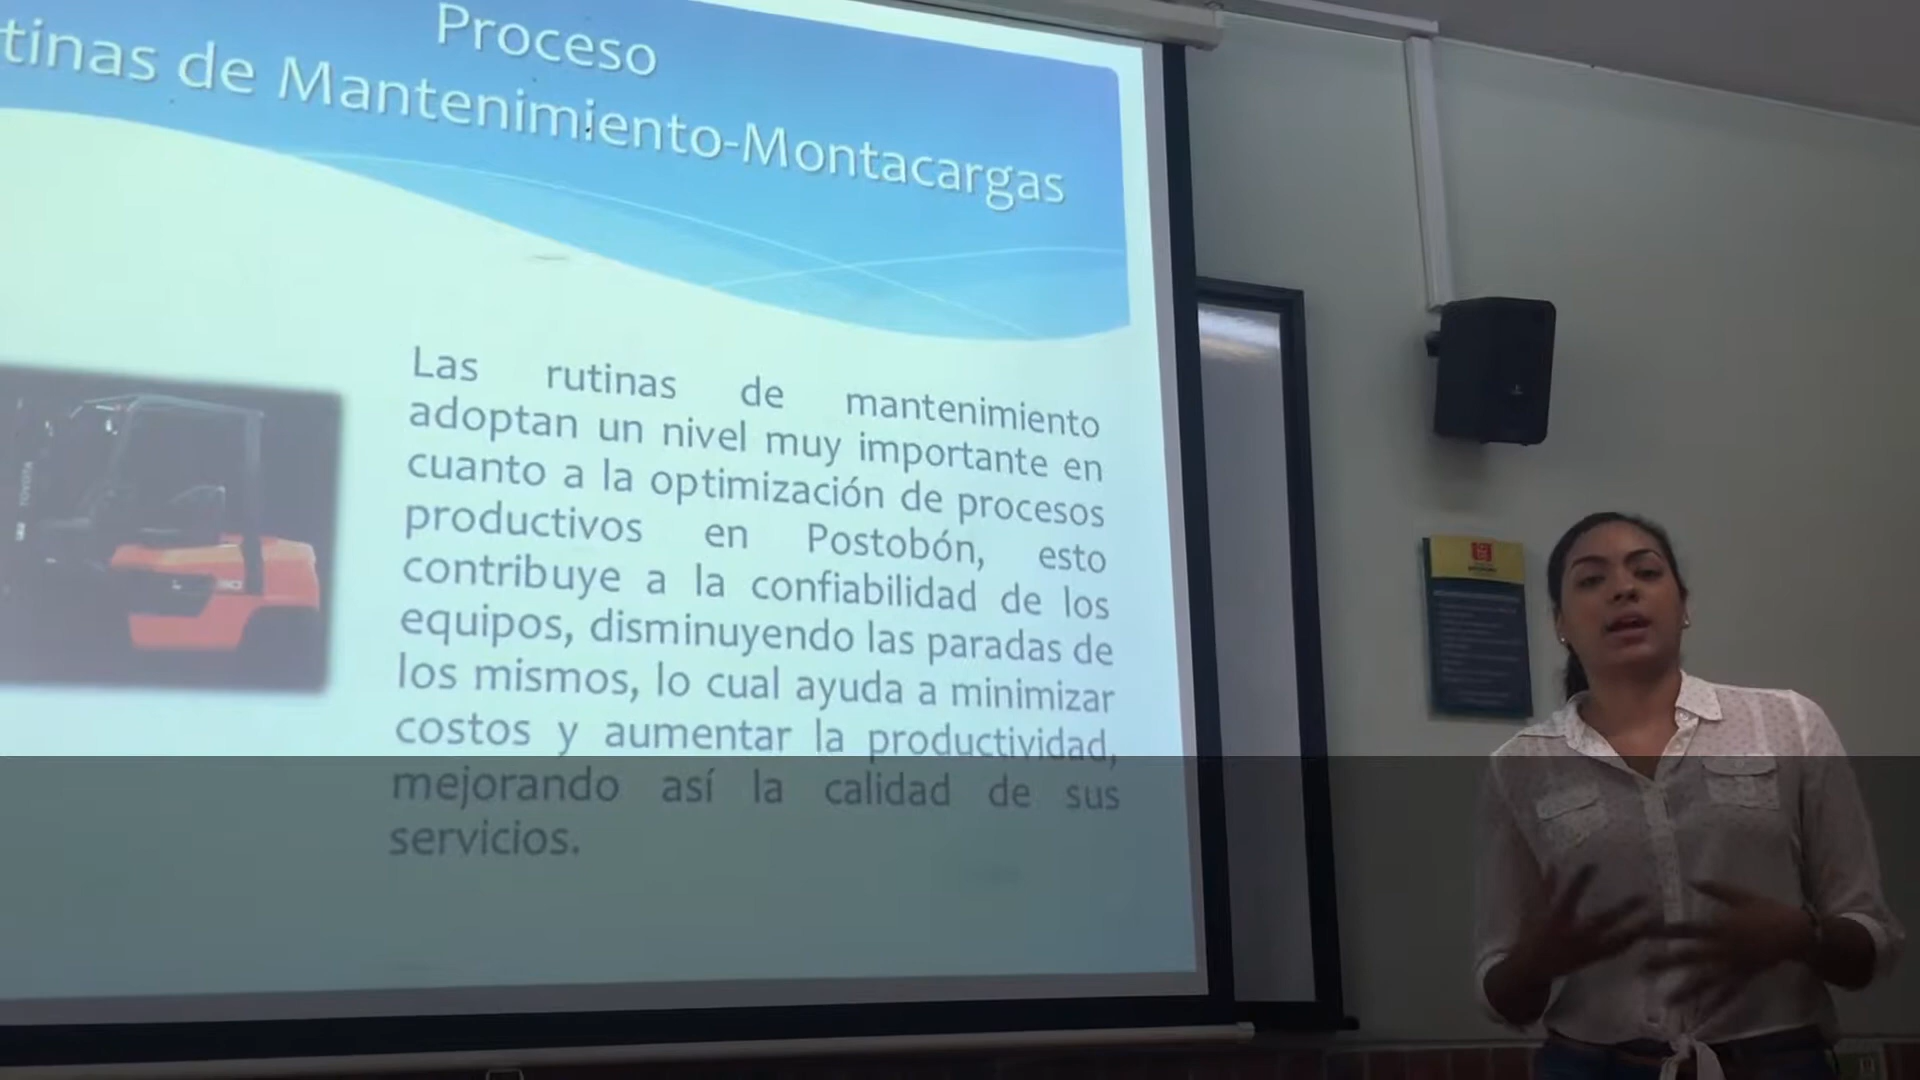 Proceso
tinas de Mantenimiento-Montacargas
Las rutinas de mantenimiento
adoptan un nivel muy importante en
cuanto a la optimización de procesos
productivos en Postobón, esto
contribuye a la confiabilidad de los
equipos, disminuyendo las paradas de
los mismos, lo cual ayuda a minimizar
costos y aumentar la productividad,
mejorando así la calidad de sus
servicios.
TOYOTA
30